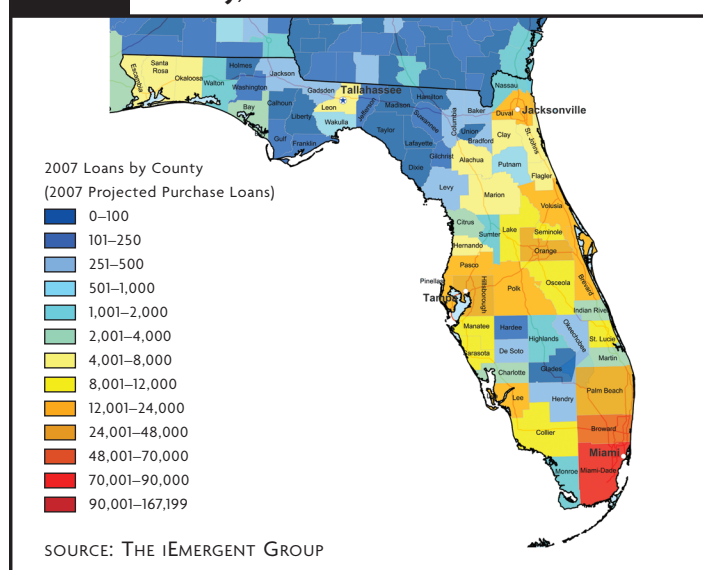 2007 Loans by County
(2007 Projected Purchase Loans)
0–100
101–250
251–500
501–1,000
1,001–2,000
2,001–4,000
4,001–8,000
8,001–12,000
12,001–24,000
24,001–48,000
48,001–70,000
70,001–90,000
90,001–167,199
SOURCE: THE IEMERGENT GROUP
Escambia
Santa
Rosa
Okaloosa
Walton
Holmes
Washington
Jackson
Bay
Calhoun
Gulf
Liberty
Franklin
Gadsden
Tallahassee
Leon
Wakulla
Jefferson
Madison
Taylor
Hamilton
Suwannee
Lafayette
Dixie
Columbia
Gilchrist
Baker
Union
Bradford
Nassau
Duval
Jacksonville
Clay
St. Johns
Alachua
Putnam
Flagler
Levy
Marion
Volusia
Citrus
Sumter
Lake
Seminole
Hernando
Orange
Pasco
Brevard
Pinellas
Tampa
Hillsborough
Polk
Osceola
Indian River
Manatee
Hardee
Highlands
Okeechobee
St. Lucie
Sarasota
De Soto
Martin
Charlotte
Glades
Lee
Hendry
Palm Beach
Collier
Broward
Miami
Monroe
Miami-Dade